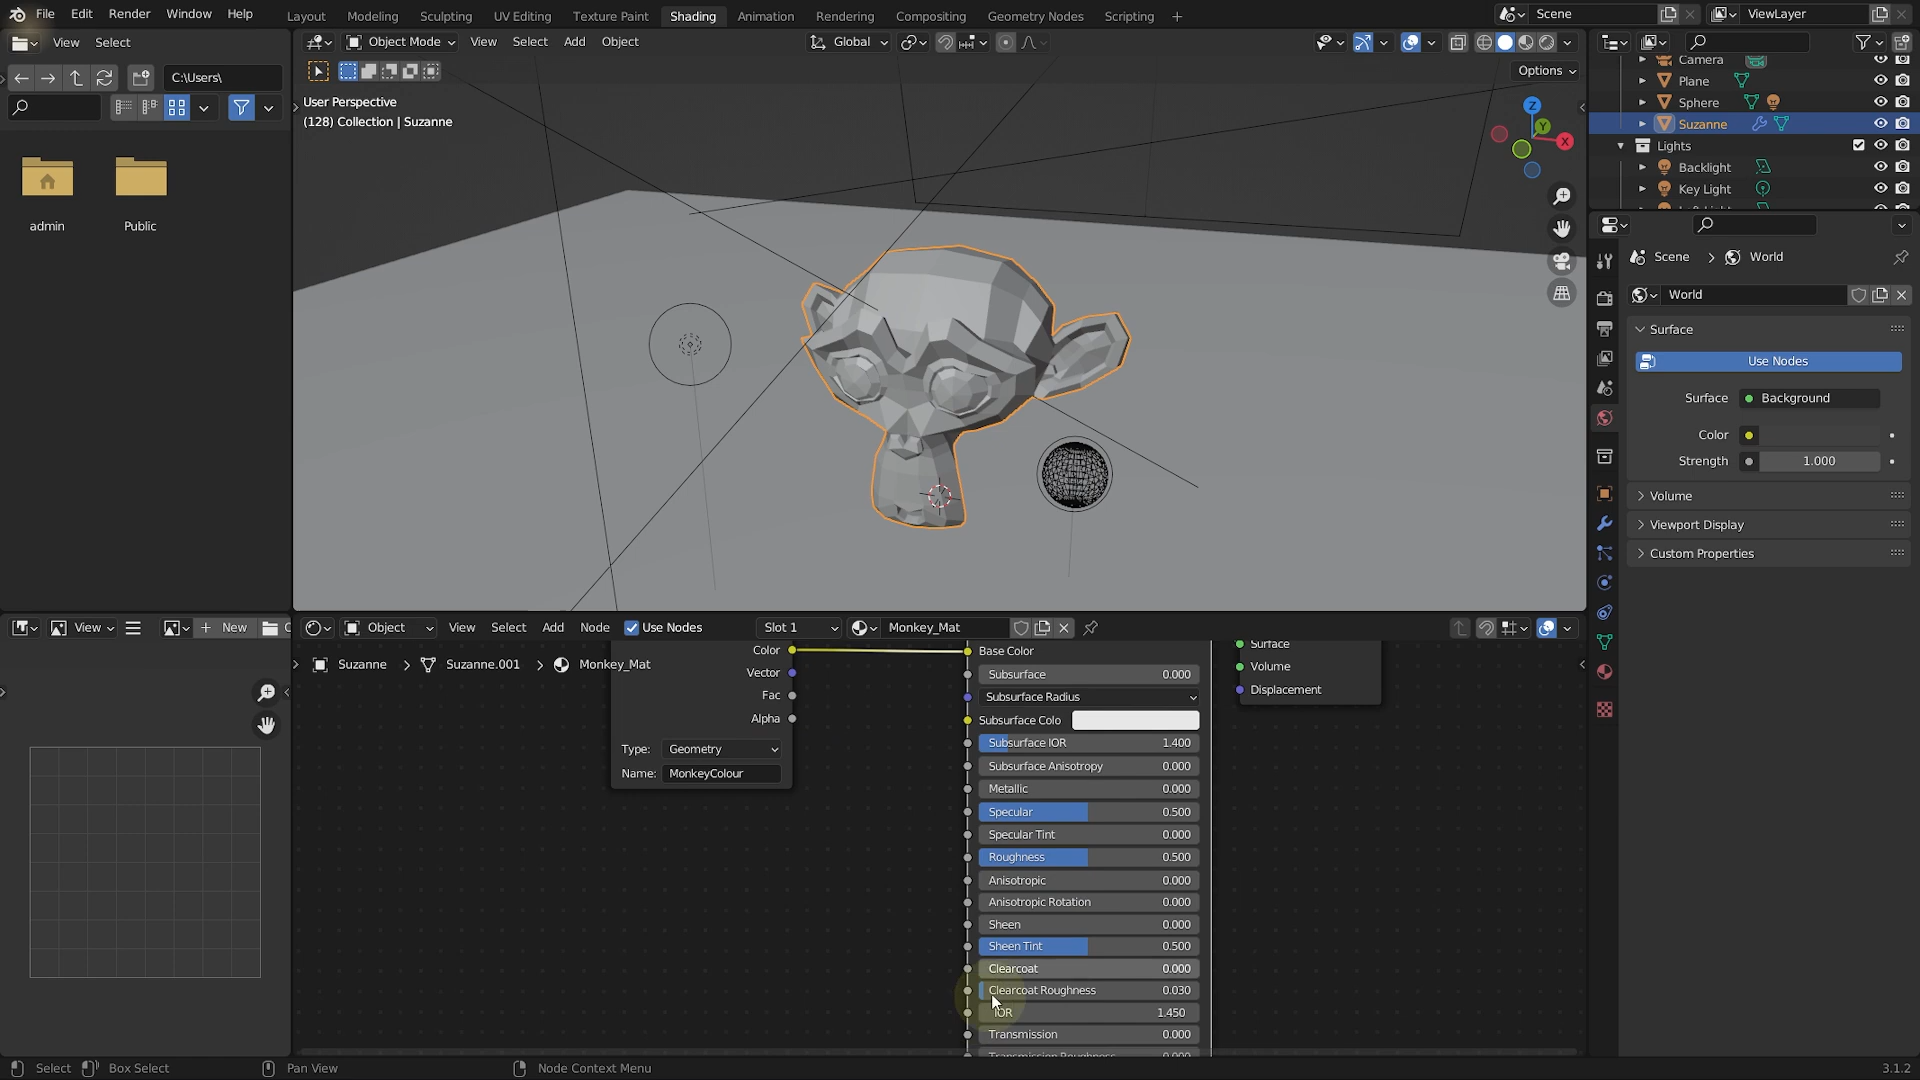 File Edit Render Window Help
Layout Modeling Sculpting UV Editing Texture Paint Shading Animation Rendering Compositing Geometry Nodes Scripting +
Scene
ViewLayer
View Select
Object Mode View Select Add Object
Global
C:\Users\
Options
User Perspective
(128) Collection | Suzanne
admin
Public
Camera
Plane
Sphere
Suzanne
Lights
Backlight
Key Light
Z
Y
X
Scene > World
World
Surface
Use Nodes
Surface Background
Color
Strength 1.000
Volume
Viewport Display
Custom Properties
View
New
Object View Select Add Node Use Nodes Slot 1 Monkey_Mat
Suzanne > Suzanne.001 > Monkey_Mat
Color
Vector
Fac
Alpha
Type: Geometry
Name: MonkeyColour
Base Color
Subsurface 0.000
Subsurface Radius
Subsurface Colo
Subsurface IOR 1.400
Subsurface Anisotropy 0.000
Metallic 0.000
Specular 0.500
Specular Tint 0.000
Roughness 0.500
Anisotropic 0.000
Anisotropic Rotation 0.000
Sheen 0.000
Sheen Tint 0.500
Clearcoat 0.000
Clearcoat Roughness 0.030
IOR 1.450
Transmission 0.000
Surface
Volume
Displacement
Select Box Select Pan View Node Context Menu
3.1.2